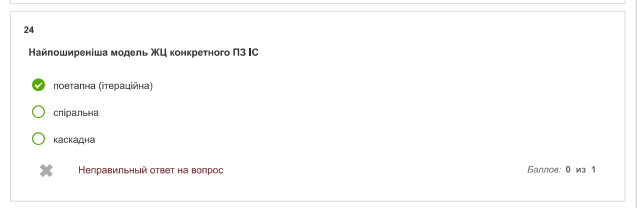 24
Найпоширеніша модель ЖЦ конкретного ПЗ ІС
поетапна (ітераційна)
спіральна
каскадна
Неправильный ответ на вопрос Баллов: 0 из 1